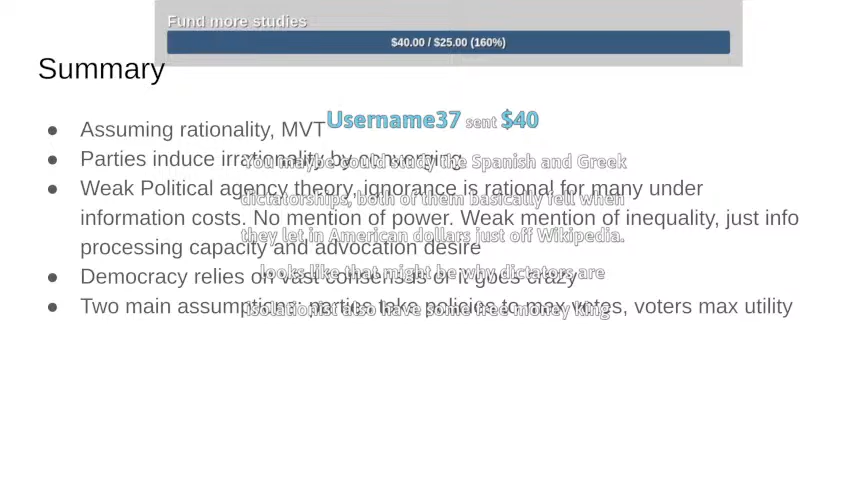 Fund more studies
$40.00 / $25.00 (160%)
Summary
● Assuming rationality, MVT
● Parties induce irrationality by converging
● Weak Political agency theory, ignorance is rational for many under
information costs. No mention of power. Weak mention of inequality, just info
processing capacity and advocation desire
● Democracy relies on vast consensus or it goes crazy
● Two main assumptions: parties take policies to max votes, voters max utility
Username37 sent $40
You maybe could study the Spanish and Greek
dictatorships, both of them basically fell when
they let in American dollars just off Wikipedia.
looks like that might be why dictators are
isolationist also have some free money king